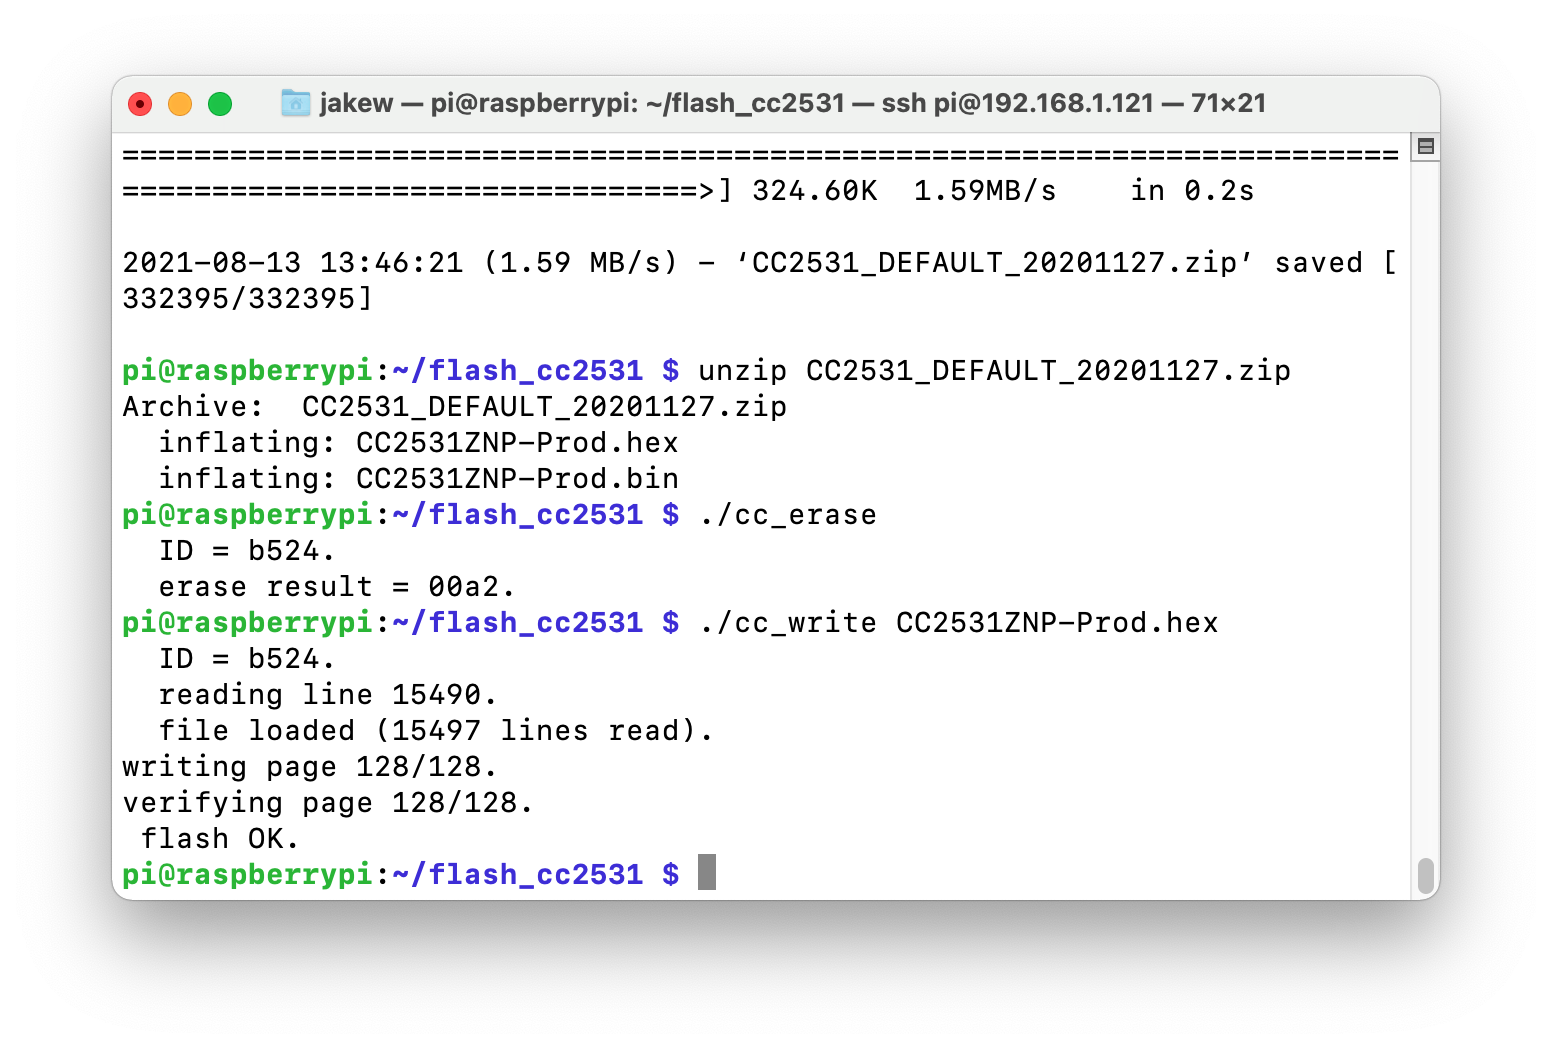 jakew — pi@raspberrypi: ~/flash_cc2531 — ssh pi@192.168.1.121 — 71×21
=======================================================================
================================>] 324.60K  1.59MB/s    in 0.2s
2021-08-13 13:46:21 (1.59 MB/s) - ‘CC2531_DEFAULT_20201127.zip’ saved [
332395/332395]
pi@raspberrypi:~/flash_cc2531 $ unzip CC2531_DEFAULT_20201127.zip
Archive:  CC2531_DEFAULT_20201127.zip
  inflating: CC2531ZNP-Prod.hex
  inflating: CC2531ZNP-Prod.bin
pi@raspberrypi:~/flash_cc2531 $ ./cc_erase
  ID = b524.
  erase result = 00a2.
pi@raspberrypi:~/flash_cc2531 $ ./cc_write CC2531ZNP-Prod.hex
  ID = b524.
  reading line 15490.
  file loaded (15497 lines read).
writing page 128/128.
verifying page 128/128.
 flash OK.
pi@raspberrypi:~/flash_cc2531 $